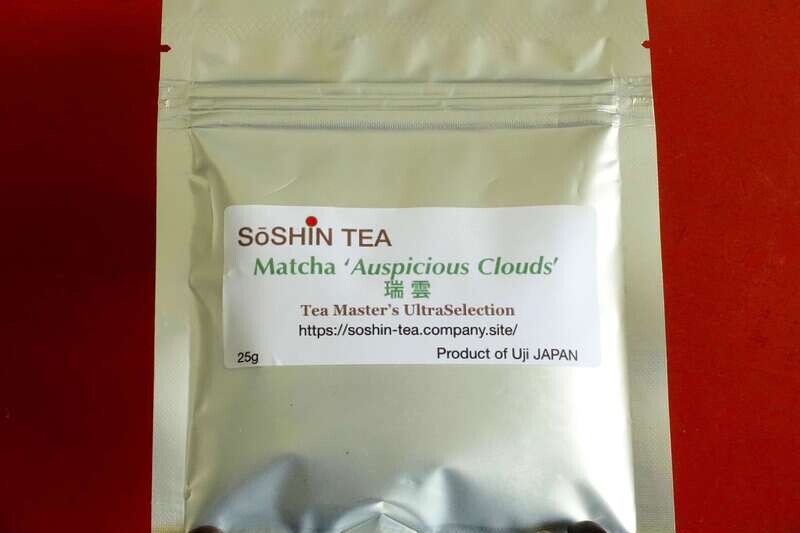 SōSHIN TEA
Matcha ‘Auspicious Clouds’
瑞雲
Tea Master's UltraSelection
https://soshin-tea.company.site/
25g
Product of Uji JAPAN